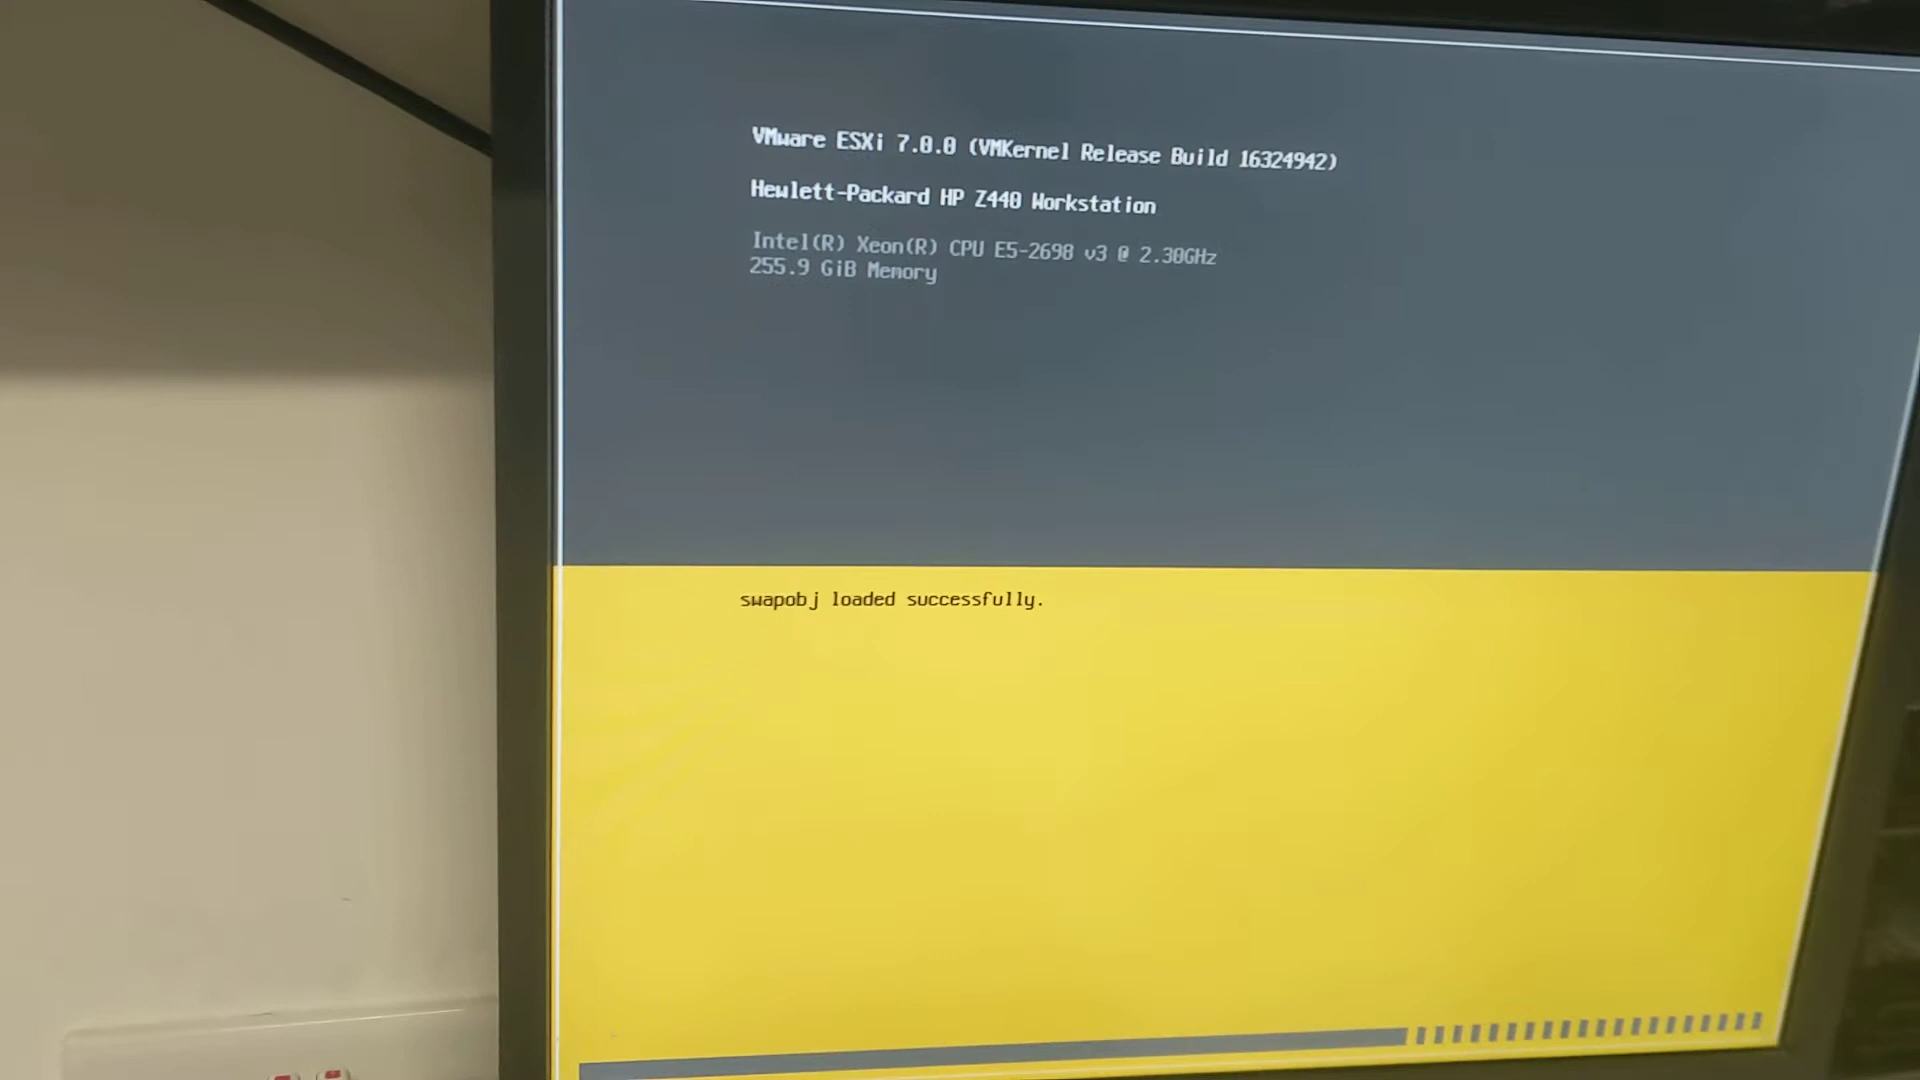 VMware ESXi 7.0.0 (VMKernel Release Build 16324942)
Hewlett-Packard HP Z440 Workstation
Intel(R) Xeon(R) CPU E5-2698 v3 @ 2.30GHz
255.9 GiB Memory
swapobj loaded successfully.